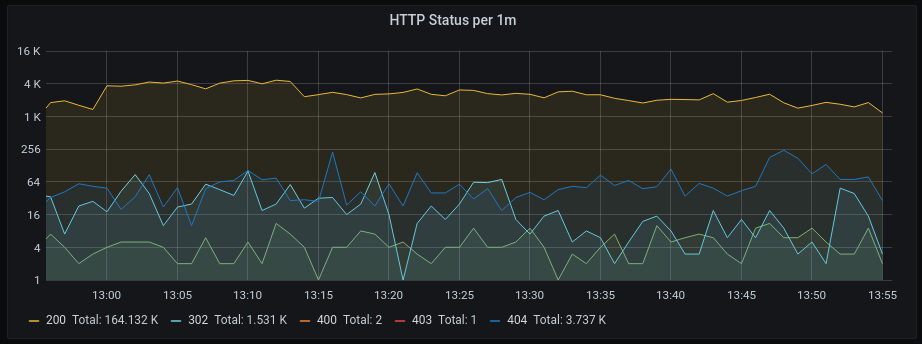 HTTP Status per 1m
16 K
4 K
1 K
256
64
16
4
1
13:00 13:05 13:10 13:15 13:20 13:25 13:30 13:35 13:40 13:45 13:50 13:55
200 Total: 164.132 K 302 Total: 1.531 K 400 Total: 2 403 Total: 1 404 Total: 3.737 K